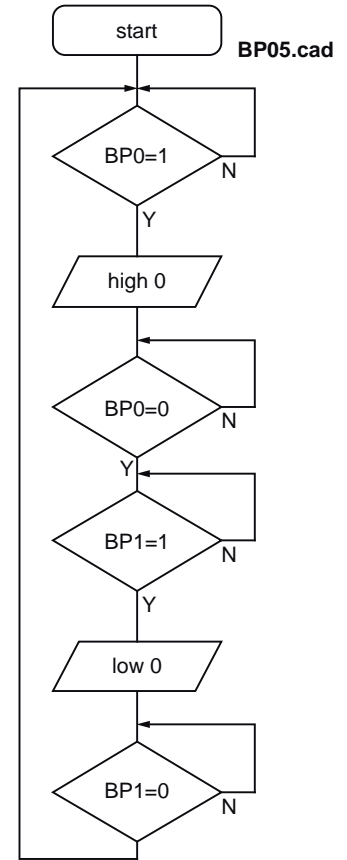 start
BP05.cad
BP0=1
N
Y
high 0
BP0=0
N
Y
BP1=1
N
Y
low 0
BP1=0
N